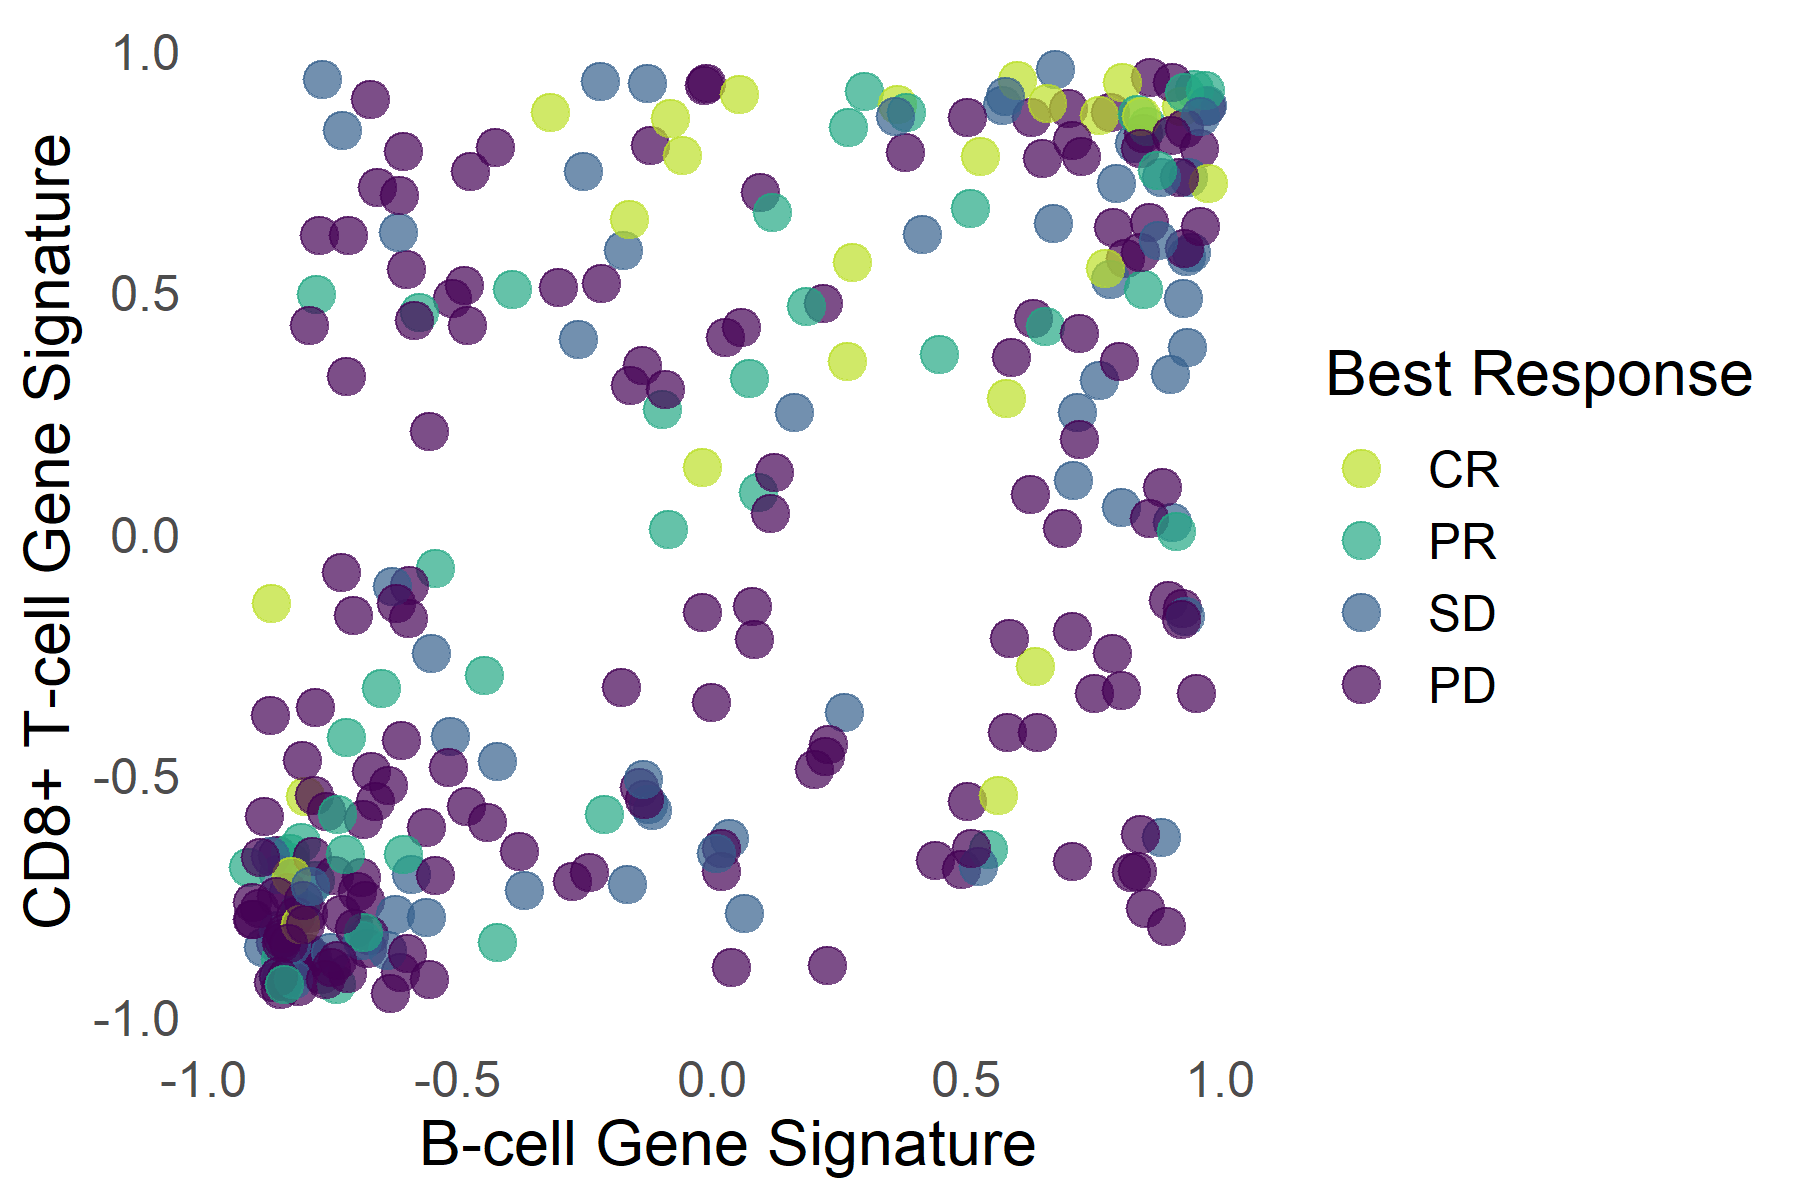 CD8+ T-cell Gene Signature
1.0
0.5
0.0
-0.5
-1.0
-1.0 -0.5 0.0 0.5 1.0
B-cell Gene Signature
Best Response
CR
PR
SD
PD